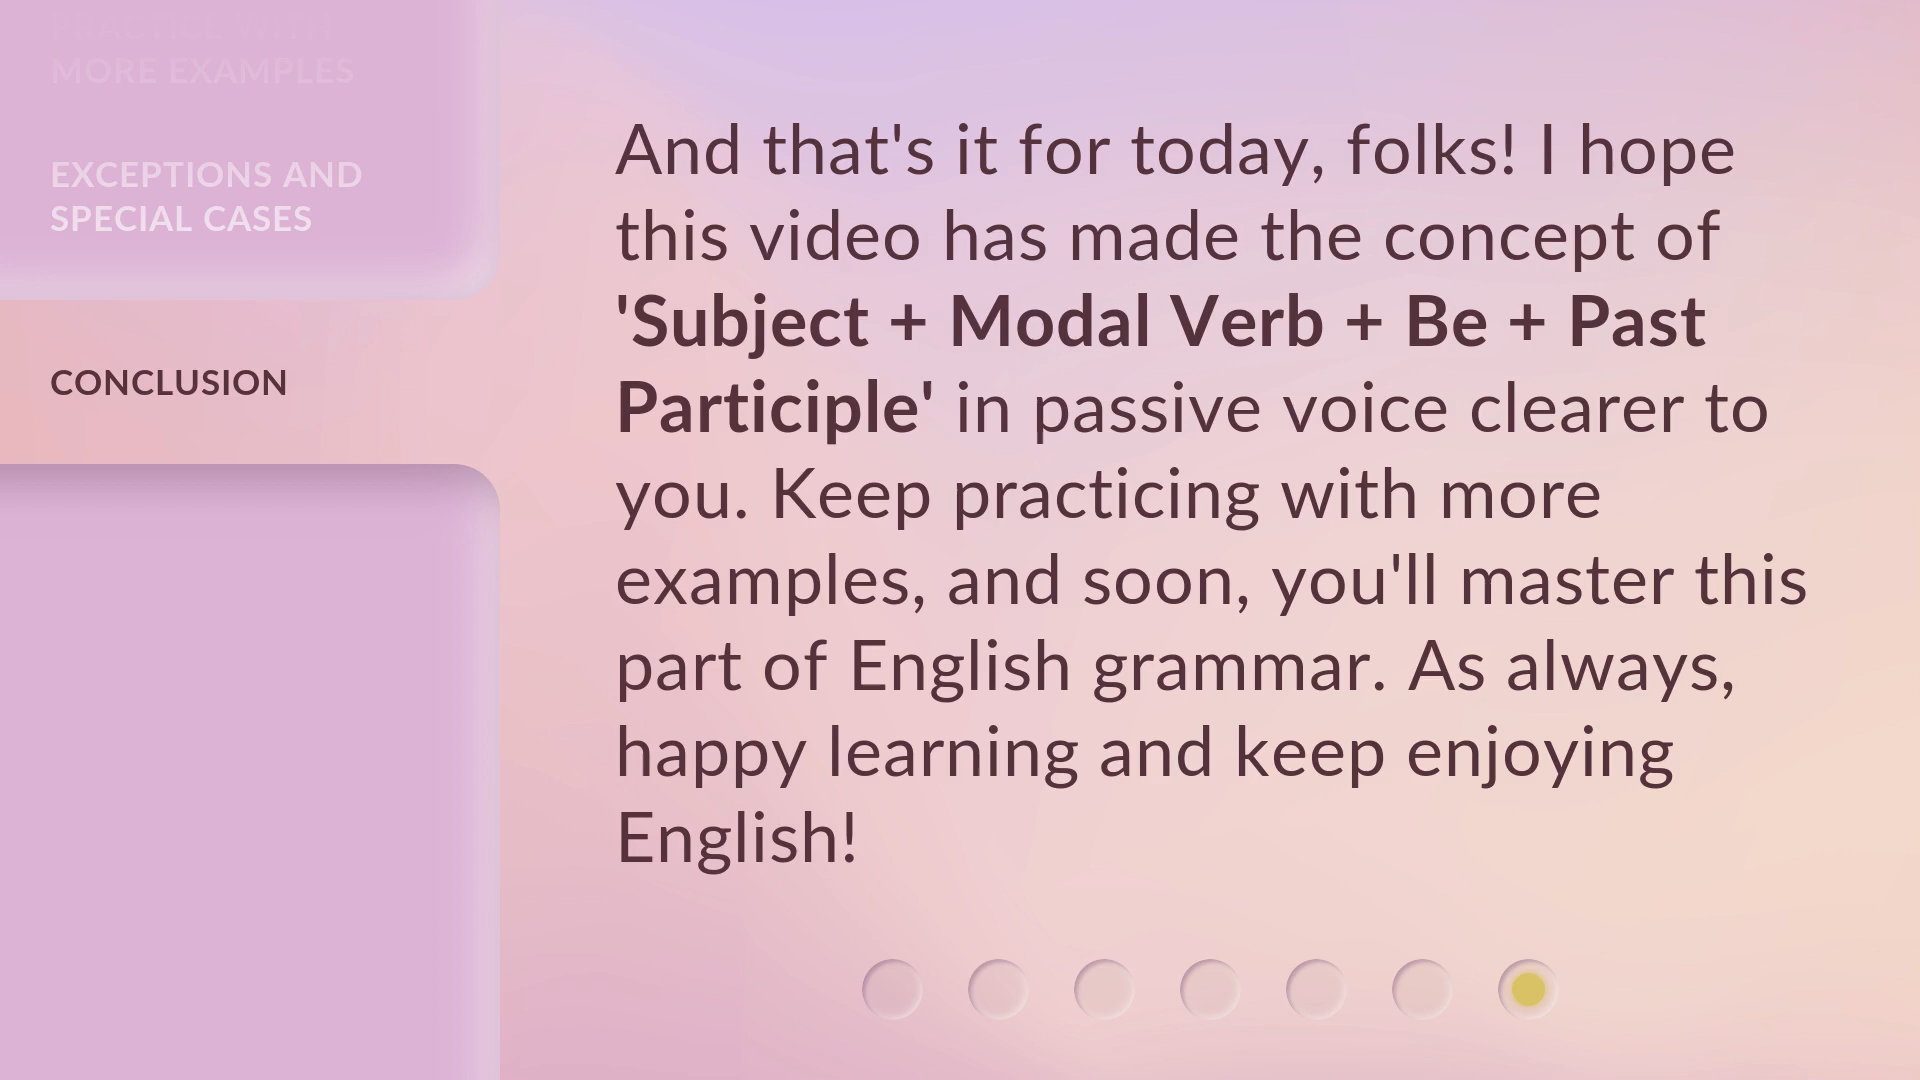 PRACTICE WITH
MORE EXAMPLES
EXCEPTIONS AND
SPECIAL CASES
CONCLUSION
And that's it for today, folks! I hope
this video has made the concept of
'Subject + Modal Verb + Be + Past
Participle' in passive voice clearer to
you. Keep practicing with more
examples, and soon, you'll master this
part of English grammar. As always,
happy learning and keep enjoying
English!